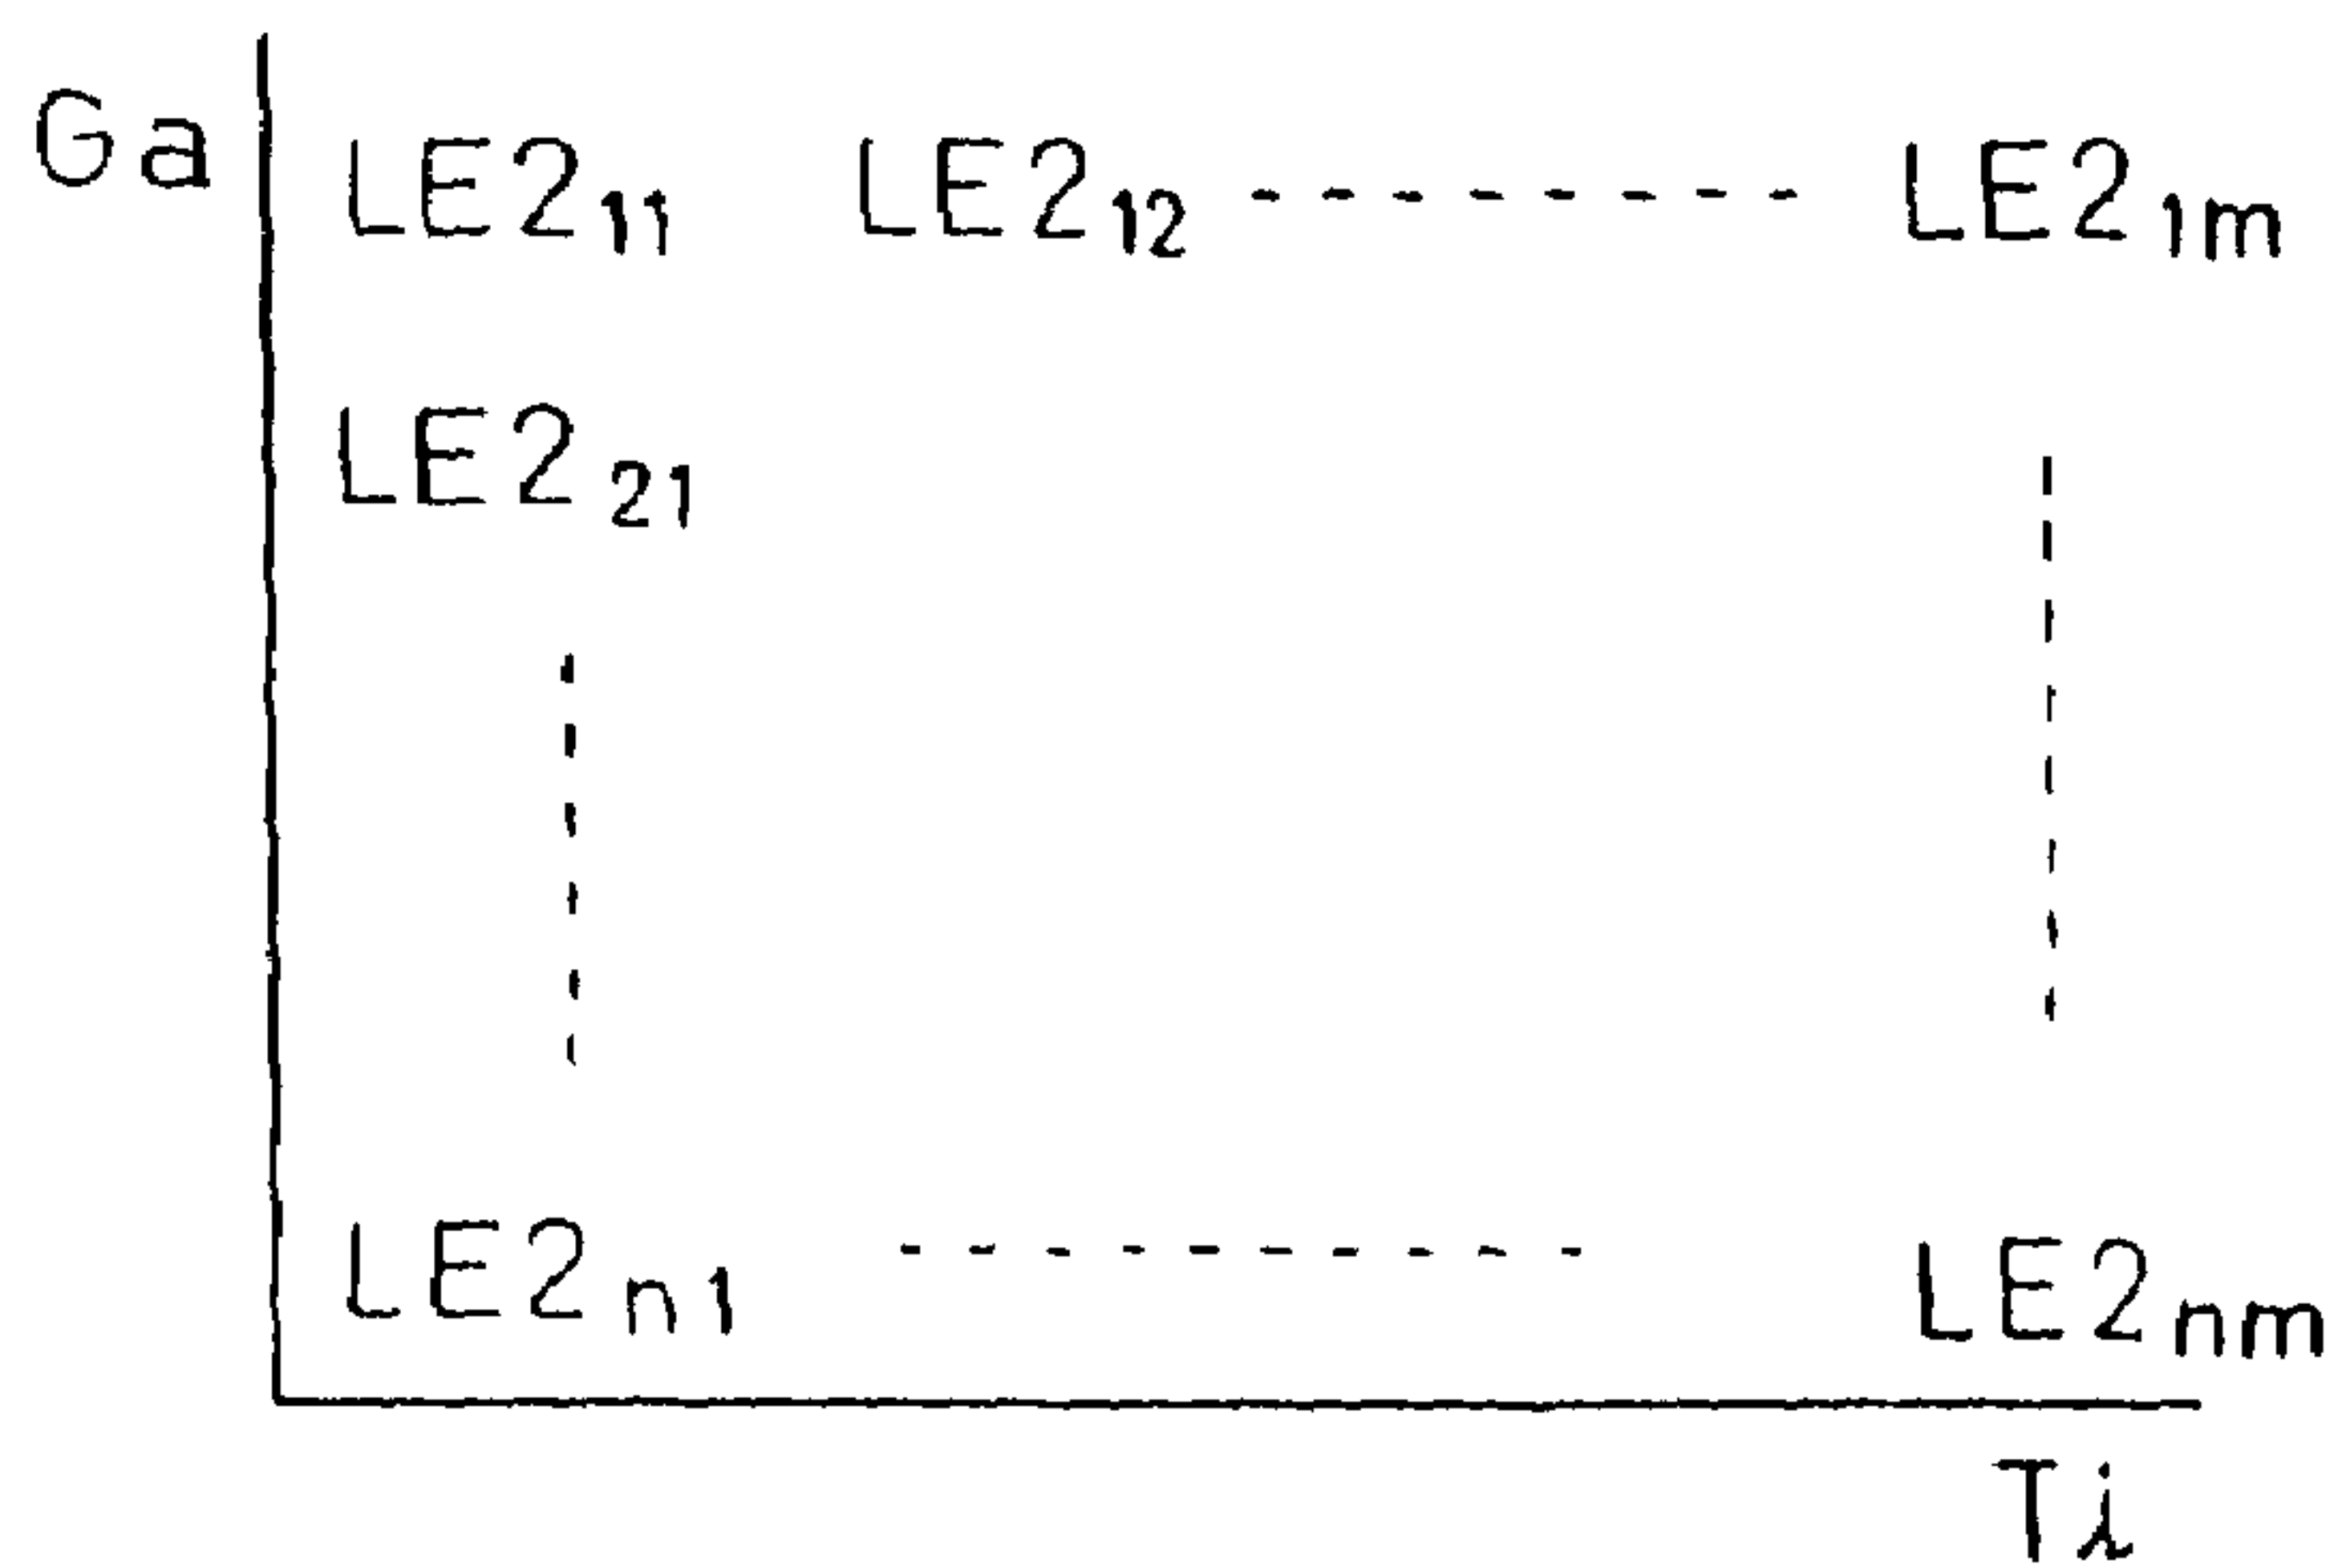 Ga LE2₁₁ LE2₁₂ -------- LE2₁ₘ
LE2₂₁
LE2ₙ₁ ---------- LE2ₙₘ
Ti